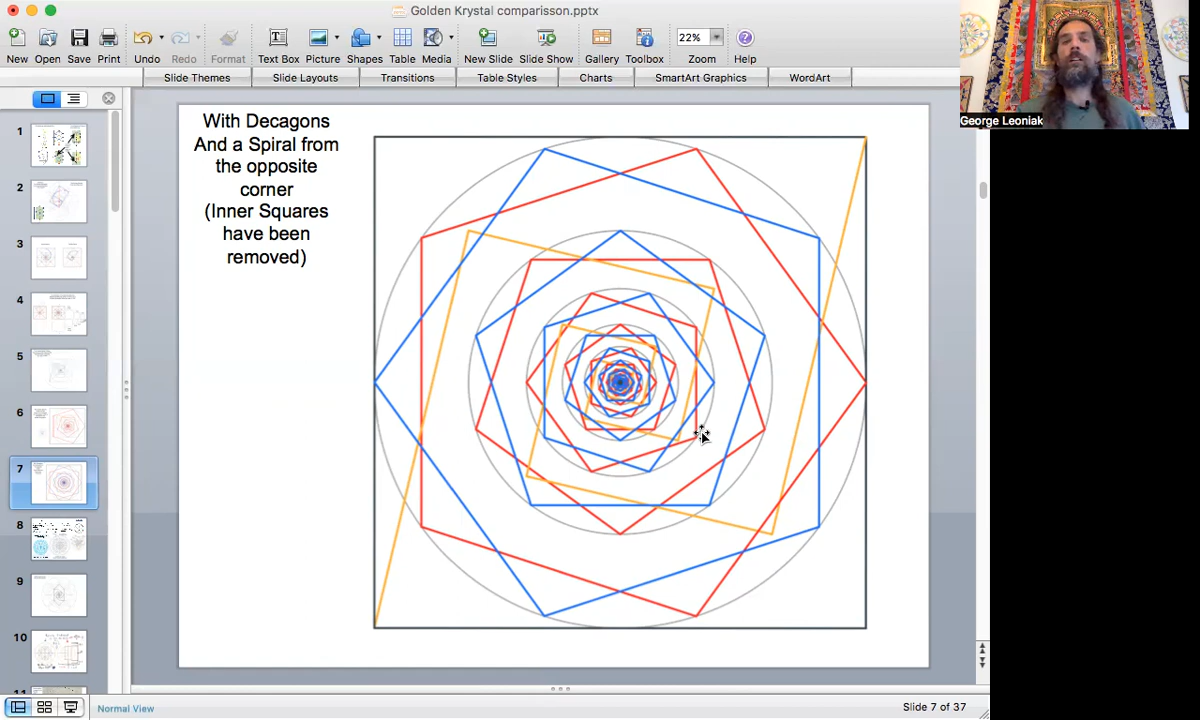 Golden Krystal comparisson.pptx
22%
New Open Save Print Undo Redo Format Text Box Picture Shapes Table Media New Slide Slide Show Gallery Toolbox Zoom Help
Slide Themes Slide Layouts Transitions Table Styles Charts SmartArt Graphics WordArt
George Leoniak
1
2
3
4
5
6
7
8
9
10
11
With Decagons
And a Spiral from
the opposite
corner
(Inner Squares
have been
removed)
Normal View
Slide 7 of 37